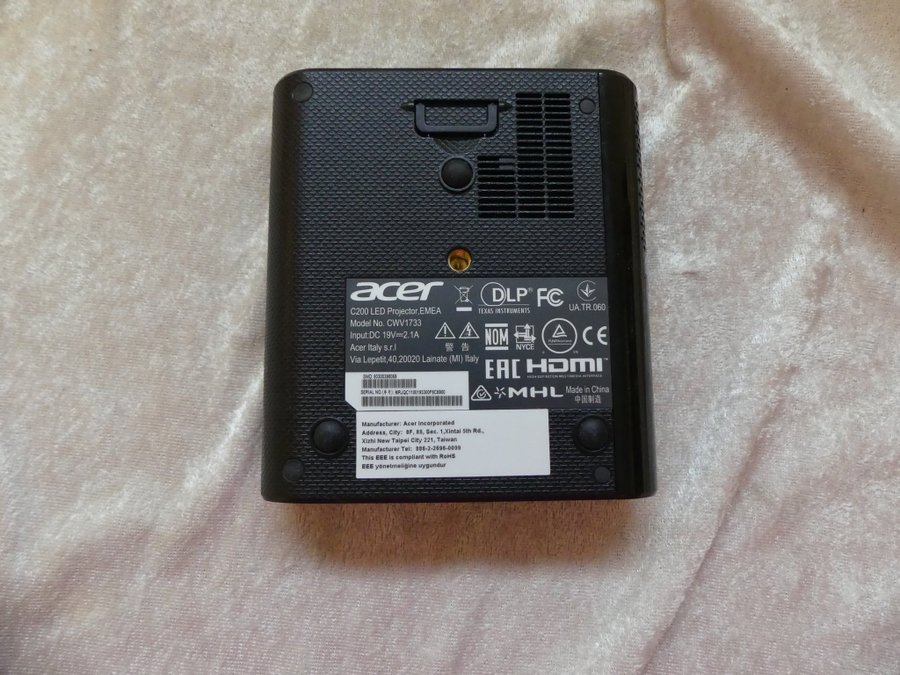 acer
DLP®
TEXAS INSTRUMENTS
FC
UA.TR.060
C200 LED Projector,EMEA
Model No. CWV1733
Input:DC 19V⎓2.1A
警 告
NOM
NYCE
CE
Acer Italy s.r.l
Via Lepetit,40,20020 Lainate (MI) Italy
EAC HDMI
HIGH-DEFINITION MULTIMEDIA INTERFACE
MHL
Made in China
中国制造
Manufacturer: Acer Incorporated
Address, City: 8F, 88, Sec. 1,Xintai 5th Rd.,
Xizhi New Taipei City 221, Taiwan
Manufacturer Tel: 886-2-2696-0099
This EEE is compliant with RoHS
EEE yönetmeliğine uygundur